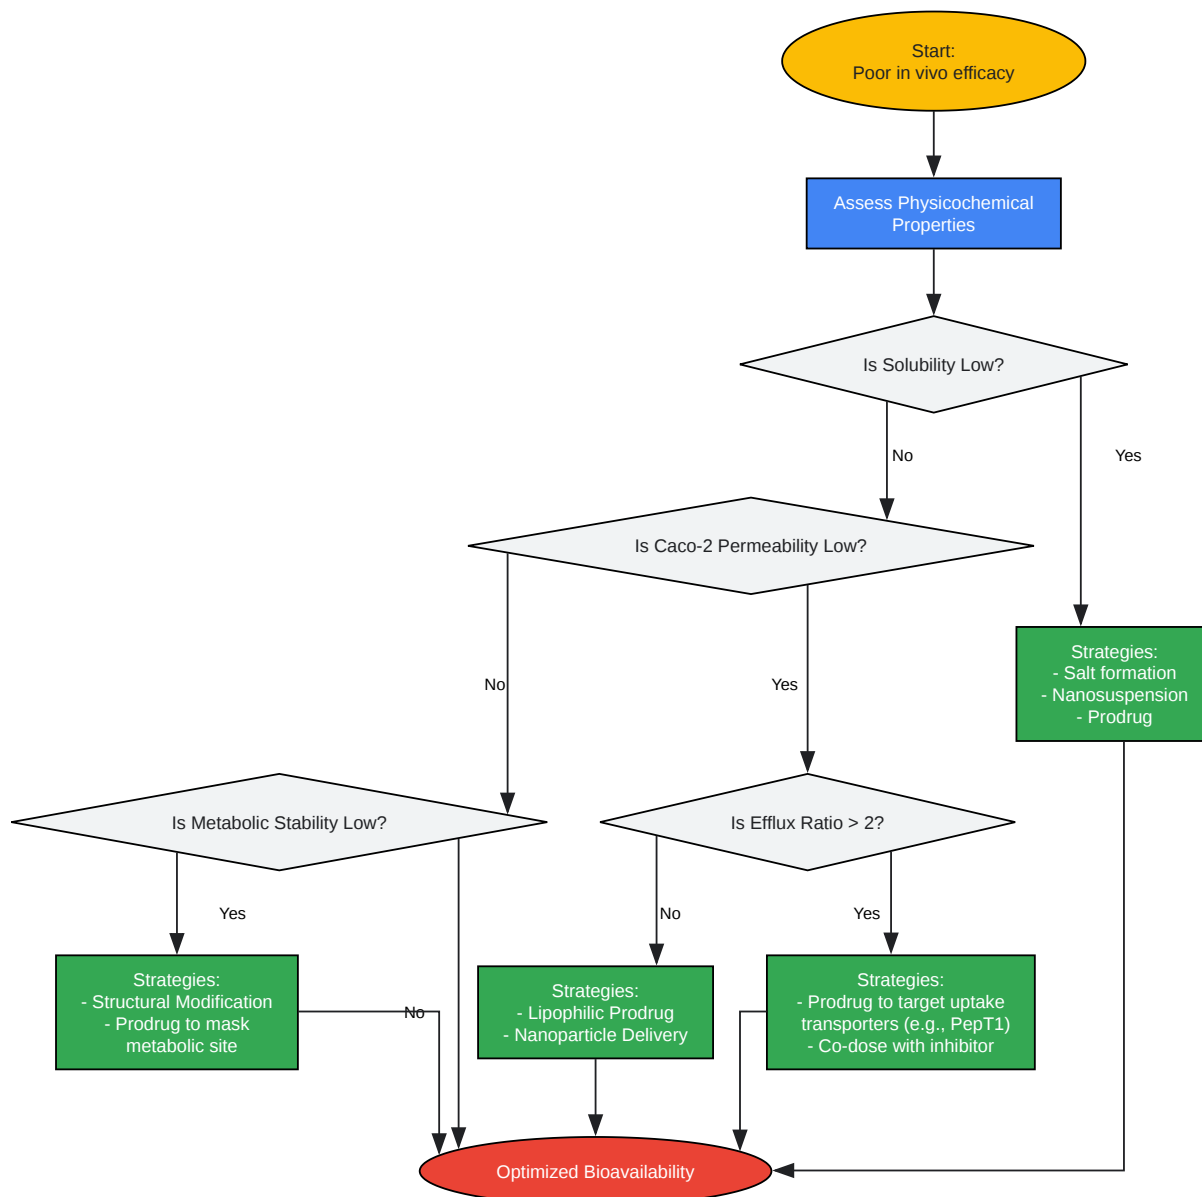 Start:
Poor in vivo efficacy
Assess Physicochemical
Properties
Is Solubility Low?
No
Yes
Is Caco-2 Permeability Low?
Strategies:
- Salt formation
- Nanosuspension
- Prodrug
No
Yes
Is Metabolic Stability Low?
Is Efflux Ratio > 2?
Yes
No
Yes
Strategies:
- Structural Modification
- Prodrug to mask
metabolic site
No
Strategies:
- Lipophilic Prodrug
- Nanoparticle Delivery
Strategies:
- Prodrug to target uptake
transporters (e.g., PepT1)
- Co-dose with inhibitor
Optimized Bioavailability